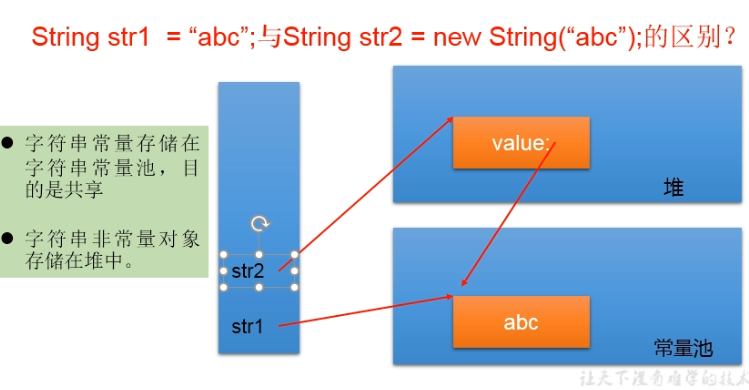 String str1 = “abc”;与String str2 = new String(“abc”);的区别？
● 字符串常量存储在
字符串常量池，目
的是共享
● 字符串非常量对象
存储在堆中。
str2
str1
value:
堆
abc
常量池
让天下没有难学的技术